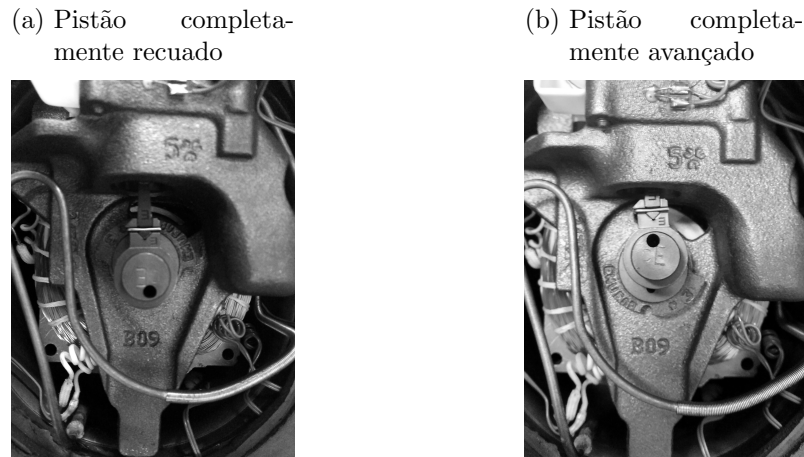 (a) Pistão completa-
mente recuado
(b) Pistão completa-
mente avançado
5
B09
5
B09